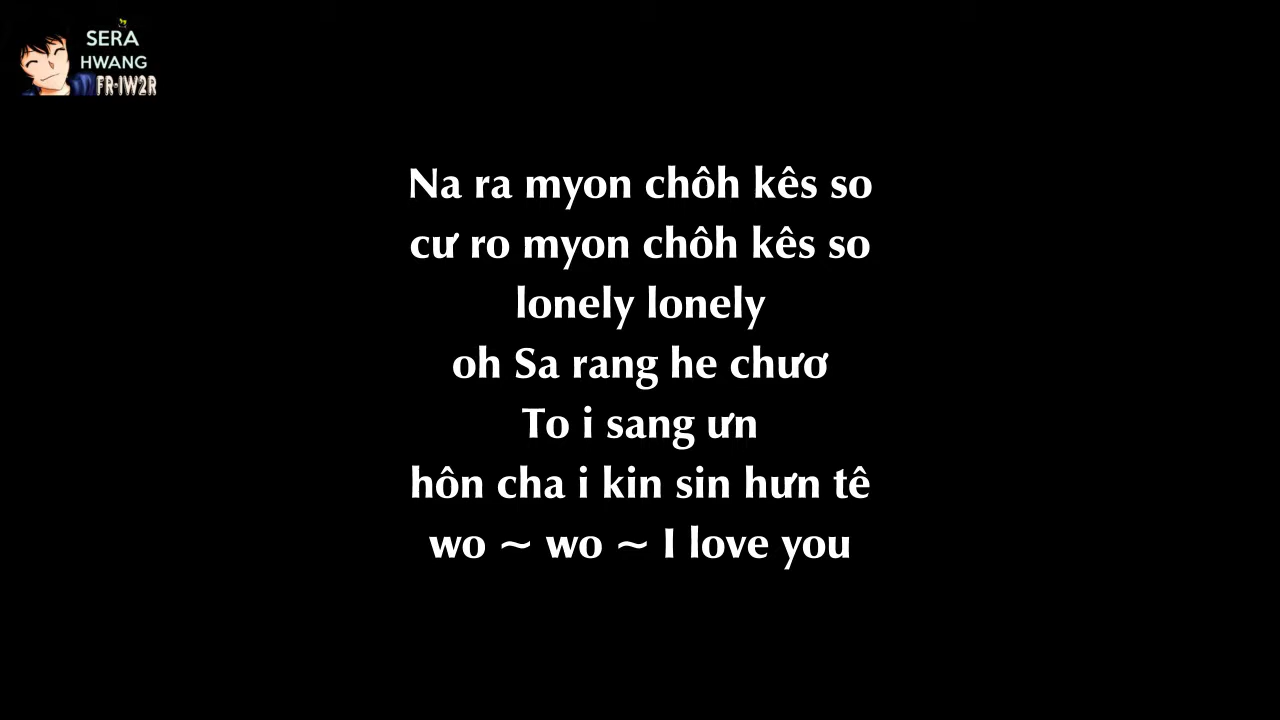 SERA
HWANG
FR-IW2R
Na ra myon chôh kês so
cư ro myon chôh kês so
lonely lonely
oh Sa rang he chươ
To i sang ưn
hôn cha i kin sin hưn tê
wo ~ wo ~ I love you